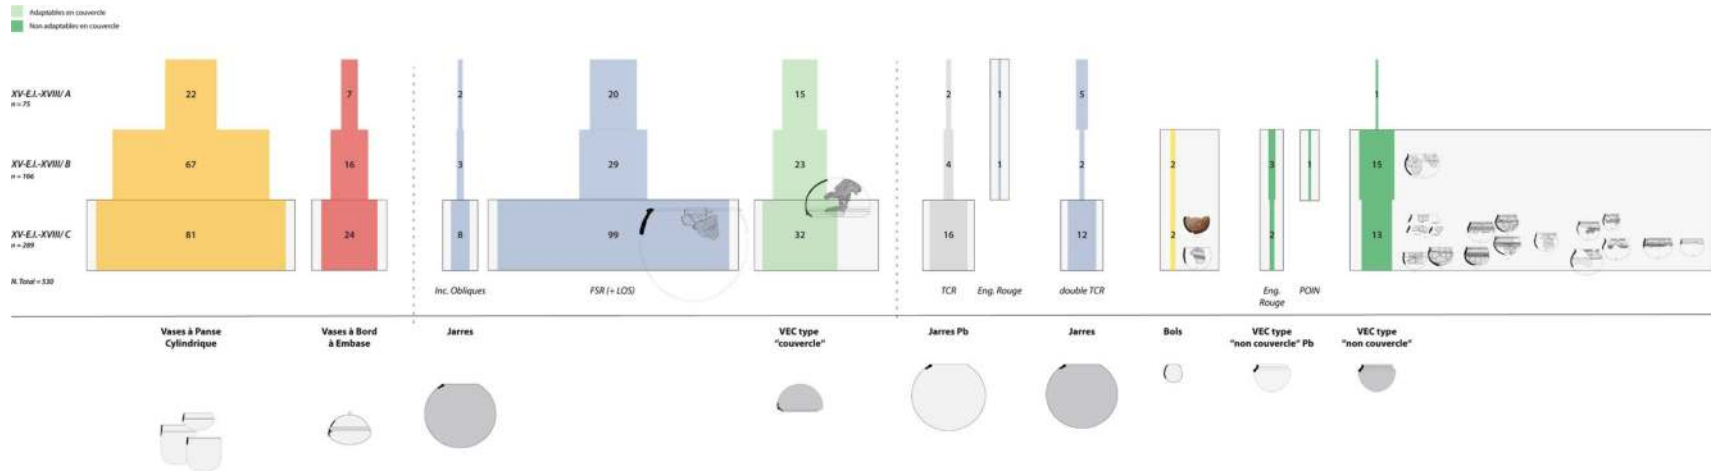 Adaptables en couvercle
Non adaptables en couvercle
XV-E.I.-XVIII/ A
n = 75
22
7
2
20
15
2
1
5
1
XV-E.I.-XVIII/ B
n = 166
67
16
3
29
23
4
1
2
2
3
1
15
XV-E.I.-XVIII/ C
n = 289
81
24
8
99
32
16
12
2
2
13
N. Total = 530
Inc. Obliques
FSR (+ LOS)
TCR
Eng. Rouge
double TCR
Eng.
Rouge
POIN
Vases à Panse
Cylindrique
Vases à Bord
à Embase
Jarres
VEC type
"couvercle"
Jarres Pb
Jarres
Bols
VEC type
"non couvercle" Pb
VEC type
"non couvercle"